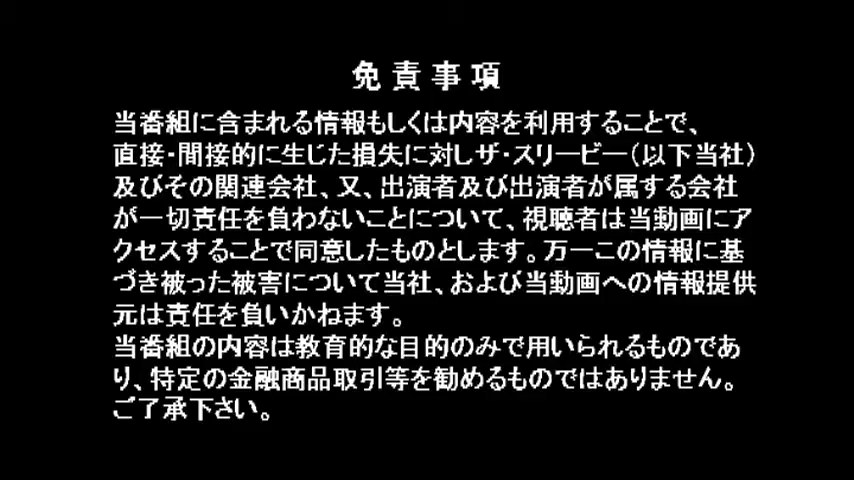 免責事項
当番組に含まれる情報もしくは内容を利用することで、
直接・間接的に生じた損失に対しザ・スリービー(以下当社)
及びその関連会社、又、出演者及び出演者が属する会社
が一切責任を負わないことについて、視聴者は当動画にア
クセスすることで同意したものとします。万一この情報に基
づき被った被害について当社、および当動画への情報提供
元は責任を負いかねます。
当番組の内容は教育的な目的のみで用いられるものであ
り、特定の金融商品取引等を勧めるものではありません。
ご了承下さい。